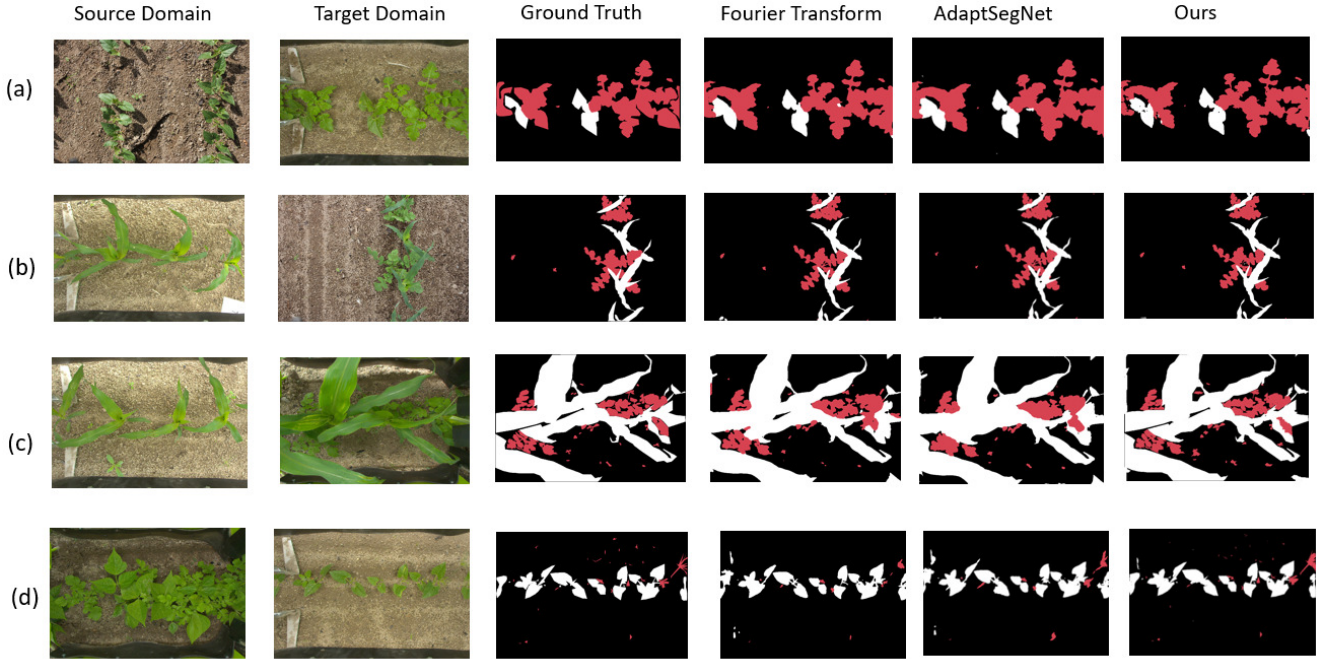 Source Domain Target Domain Ground Truth Fourier Transform AdaptSegNet Ours
(a)
(b)
(c)
(d)